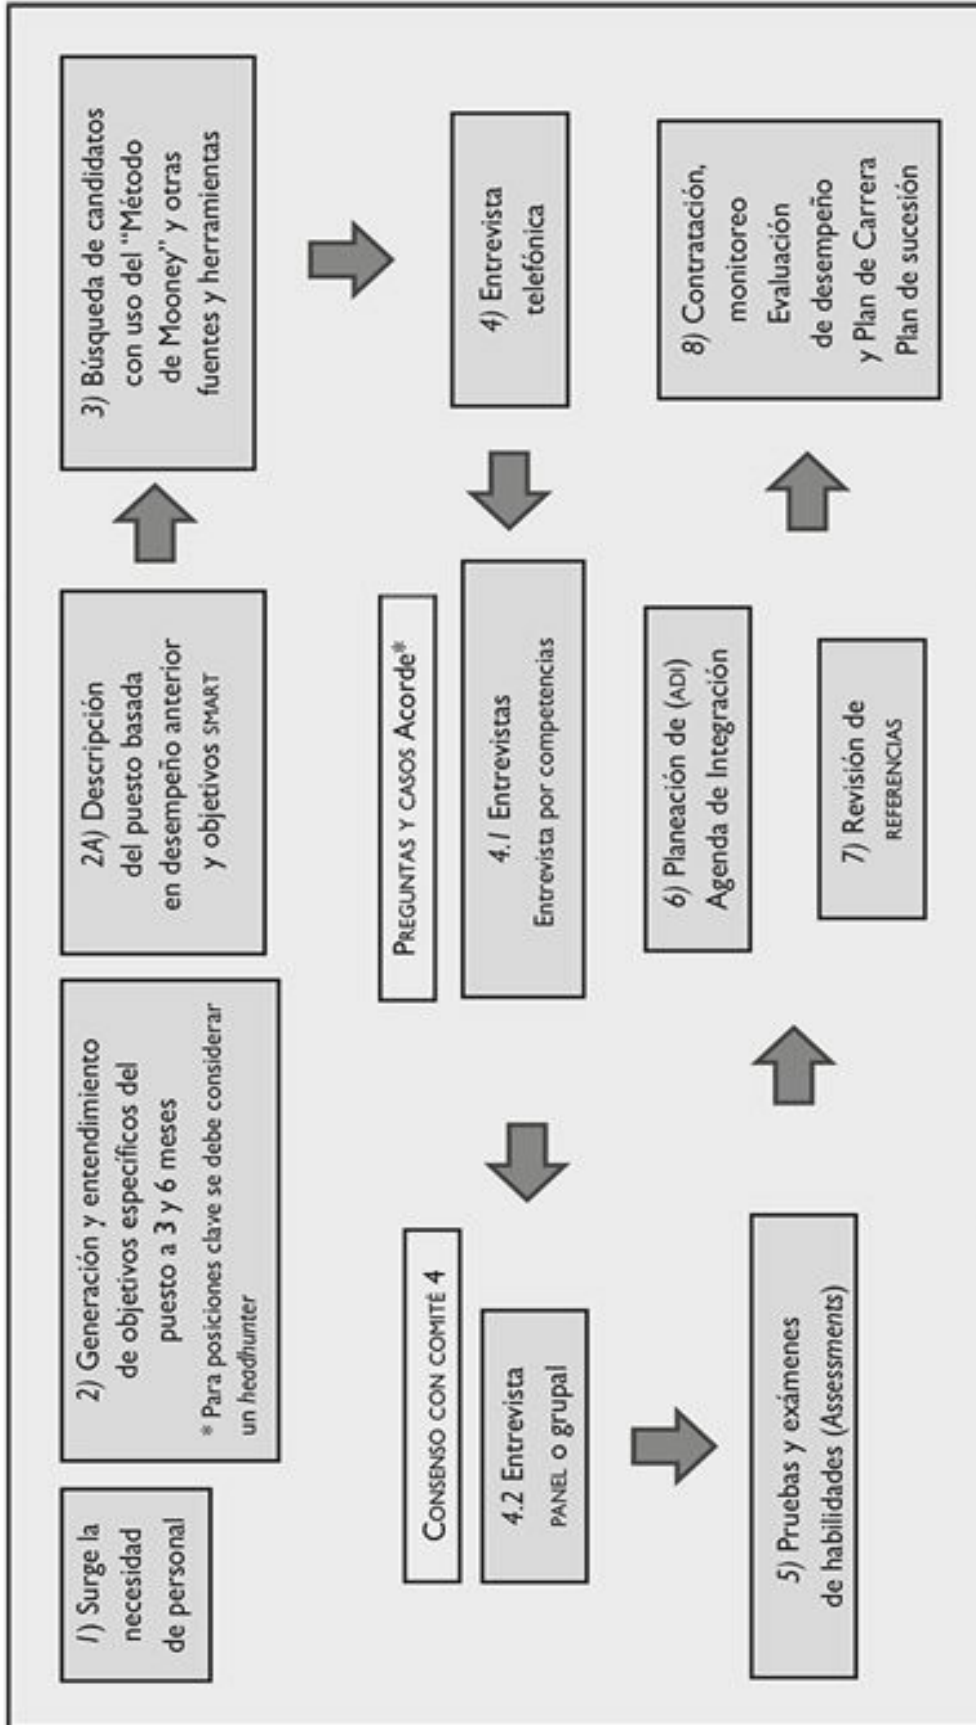 1) Surge la
necesidad
de personal
2) Generación y entendimiento
de objetivos específicos del
puesto a 3 y 6 meses
* Para posiciones clave se debe considerar
un headhunter
2A) Descripción
del puesto basada
en desempeño anterior
y objetivos SMART
3) Búsqueda de candidatos
con uso del "Método
de Mooney" y otras
fuentes y herramientas
4) Entrevista
telefónica
PREGUNTAS Y CASOS Acorde*
4.1 Entrevistas
Entrevista por competencias
CONSENSO CON COMITÉ 4
4.2 Entrevista
PANEL o grupal
5) Pruebas y exámenes
de habilidades (Assessments)
6) Planeación de (ADI)
Agenda de Integración
7) Revisión de
REFERENCIAS
8) Contratación,
monitoreo
Evaluación
de desempeño
y Plan de Carrera
Plan de sucesión